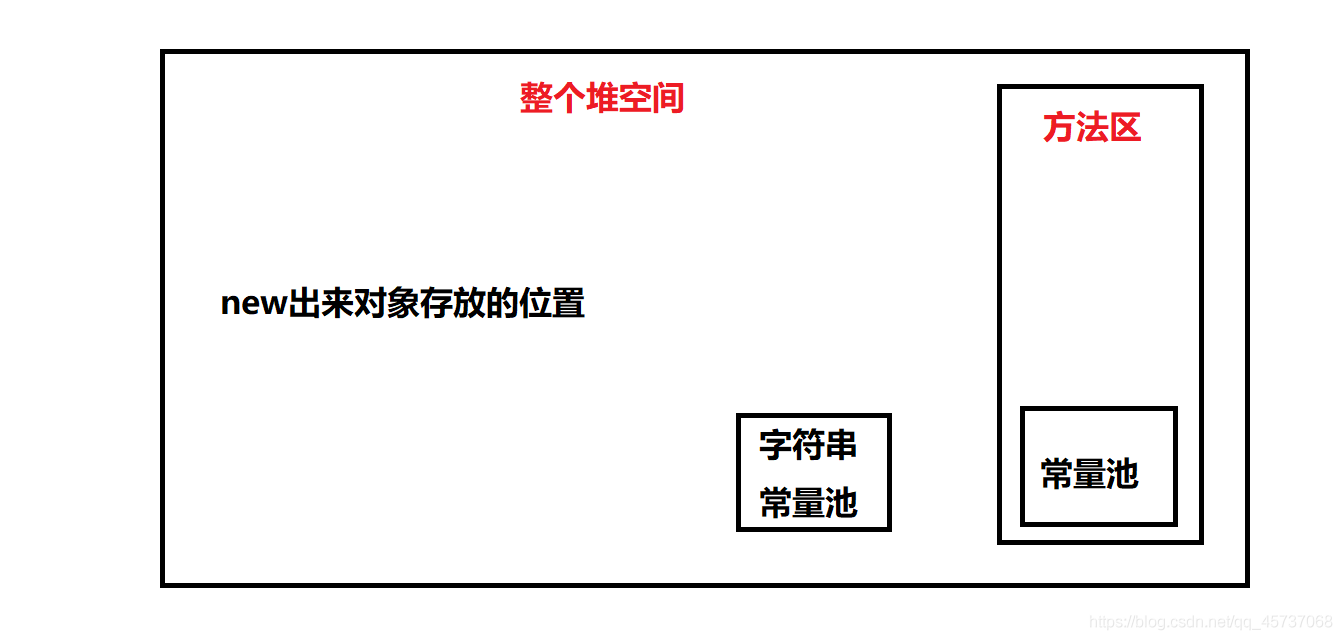 整个堆空间
方法区
new出来对象存放的位置
字符串
常量池
常量池
https://blog.csdn.net/qq_45737068